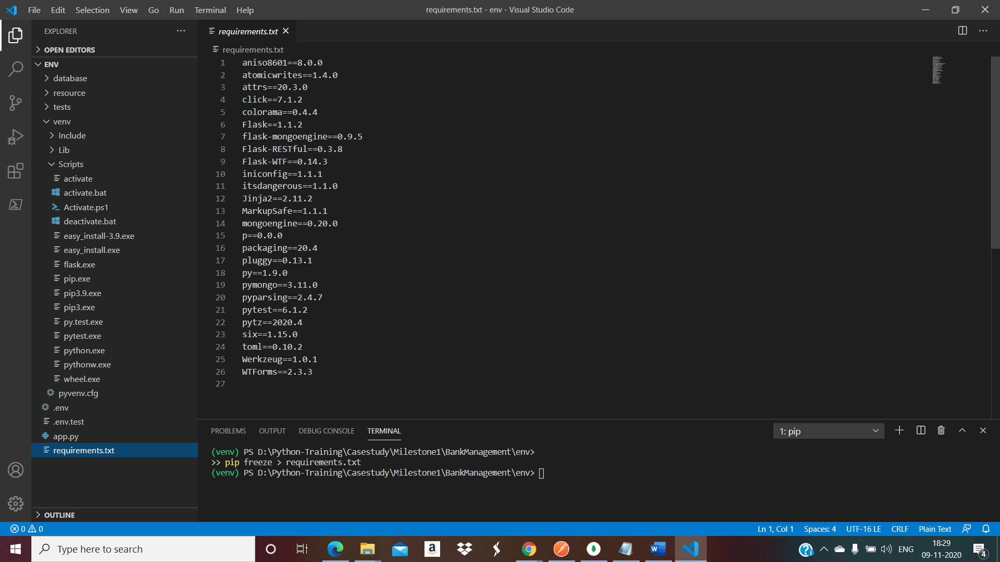 File Edit Selection View Go Run Terminal Help
requirements.txt - env - Visual Studio Code
EXPLORER
OPEN EDITORS
ENV
database
resource
tests
venv
Include
Lib
Scripts
activate
activate.bat
Activate.ps1
deactivate.bat
easy_install-3.9.exe
easy_install.exe
flask.exe
pip.exe
pip3.9.exe
pip3.exe
py.test.exe
pytest.exe
python.exe
pythonw.exe
wheel.exe
pyvenv.cfg
.env
.env.test
app.py
requirements.txt
OUTLINE
requirements.txt
requirements.txt
1 aniso8601==8.0.0
2 atomicwrites==1.4.0
3 attrs==20.3.0
4 click==7.1.2
5 colorama==0.4.4
6 Flask==1.1.2
7 flask-mongoengine==0.9.5
8 Flask-RESTful==0.3.8
9 Flask-WTF==0.14.3
10 iniconfig==1.1.1
11 itsdangerous==1.1.0
12 Jinja2==2.11.2
13 MarkupSafe==1.1.1
14 mongoengine==0.20.0
15 p==0.0.0
16 packaging==20.4
17 pluggy==0.13.1
18 py==1.9.0
19 pymongo==3.11.0
20 pyparsing==2.4.7
21 pytest==6.1.2
22 pytz==2020.4
23 six==1.15.0
24 toml==0.10.2
25 Werkzeug==1.0.1
26 WTForms==2.3.3
27
PROBLEMS OUTPUT DEBUG CONSOLE TERMINAL
1: pip
(venv) PS D:\Python-Training\Casestudy\Milestone1\BankManagement\env>
>> pip freeze > requirements.txt
(venv) PS D:\Python-Training\Casestudy\Milestone1\BankManagement\env>
0 0
Ln 1, Col 1 Spaces: 4 UTF-16 LE CRLF Plain Text
Type here to search
ENG
18:29
09-11-2020
4